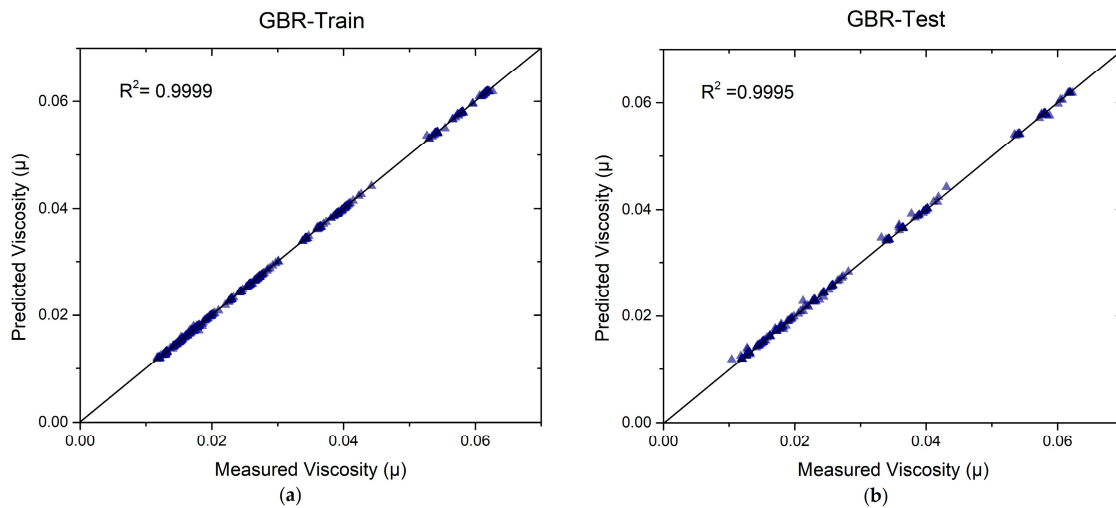 GBR-Train
R²= 0.9999
Predicted Viscosity (μ)
0.06
0.04
0.02
0.00
0.00 0.02 0.04 0.06
Measured Viscosity (μ)
(a)
GBR-Test
R² =0.9995
Predicted Viscosity (μ)
0.06
0.04
0.02
0.00
0.00 0.02 0.04 0.06
Measured Viscosity (μ)
(b)